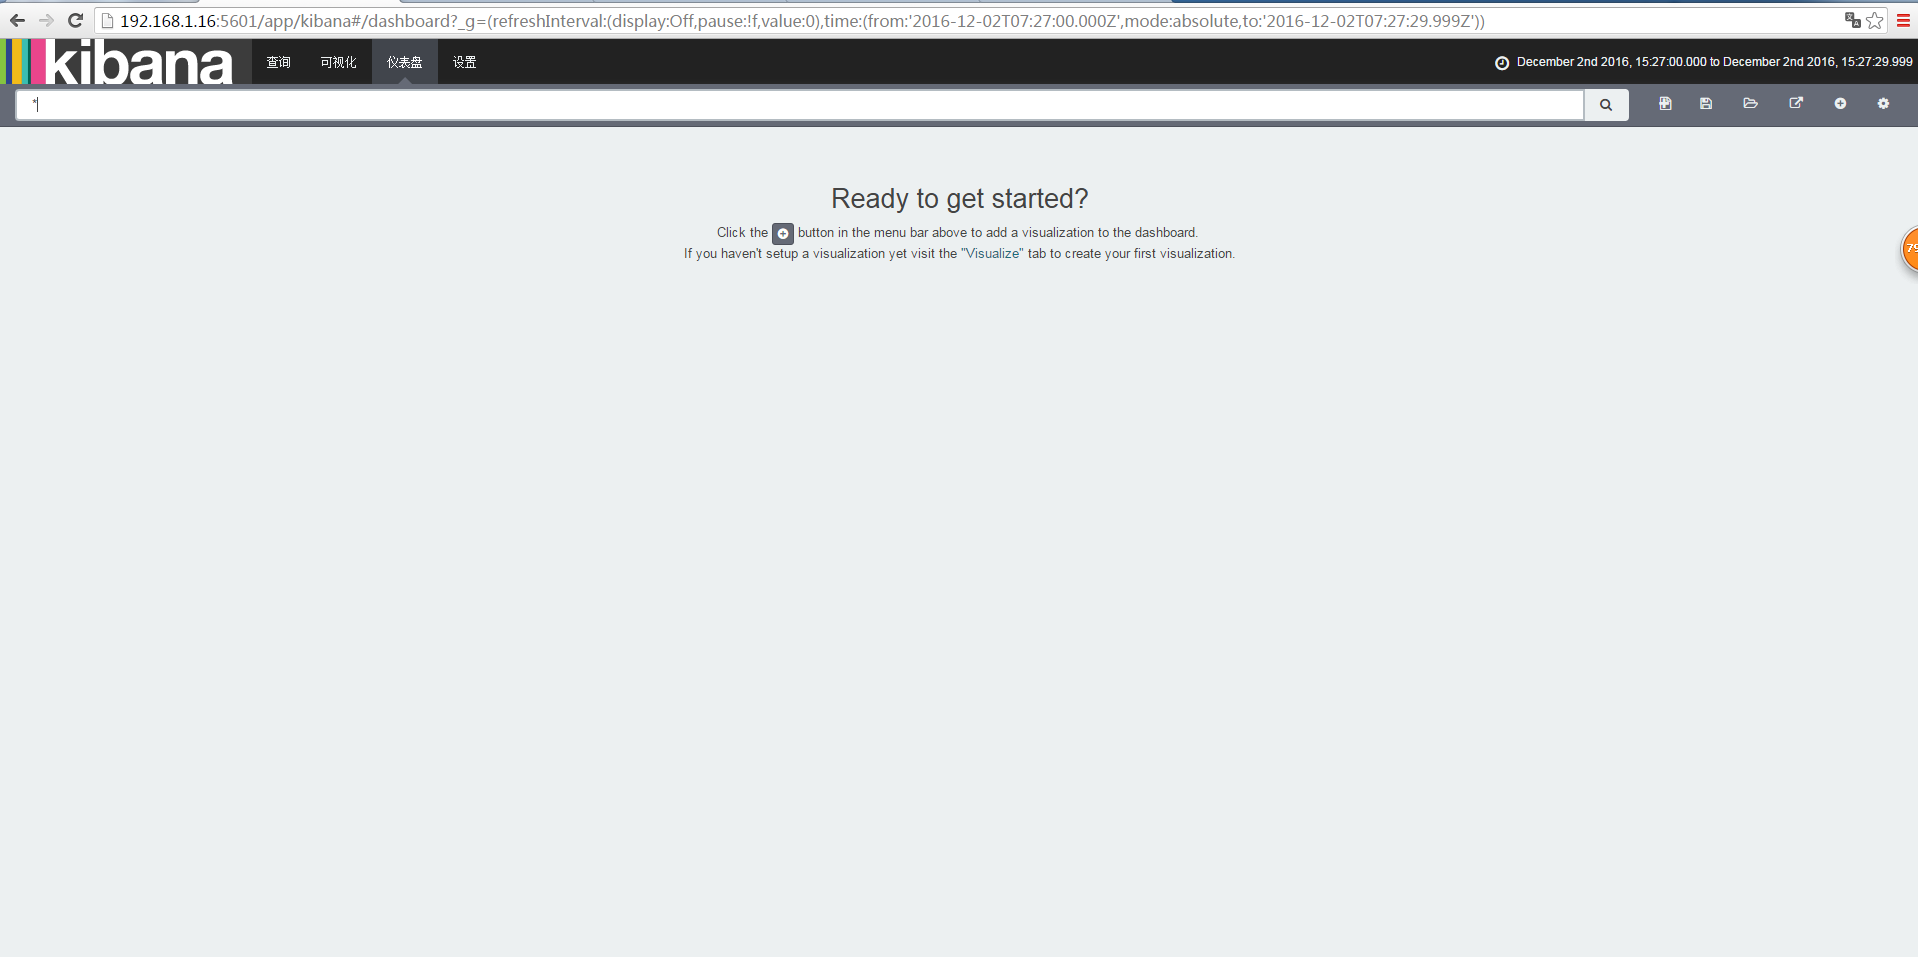 192.168.1.16:5601/app/kibana#/dashboard?_g=(refreshInterval:(display:Off,pause:!f,value:0),time:(from:'2016-12-02T07:27:00.000Z',mode:absolute,to:'2016-12-02T07:27:29.999Z'))
kibana 查询 可视化 仪表盘 设置 December 2nd 2016, 15:27:00.000 to December 2nd 2016, 15:27:29.999
*
Ready to get started?
Click the button in the menu bar above to add a visualization to the dashboard.
If you haven't setup a visualization yet visit the "Visualize" tab to create your first visualization.